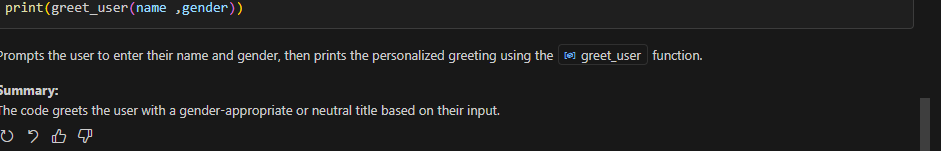 print(greet_user(name ,gender))
Prompts the user to enter their name and gender, then prints the personalized greeting using the greet_user function.
Summary:
The code greets the user with a gender-appropriate or neutral title based on their input.